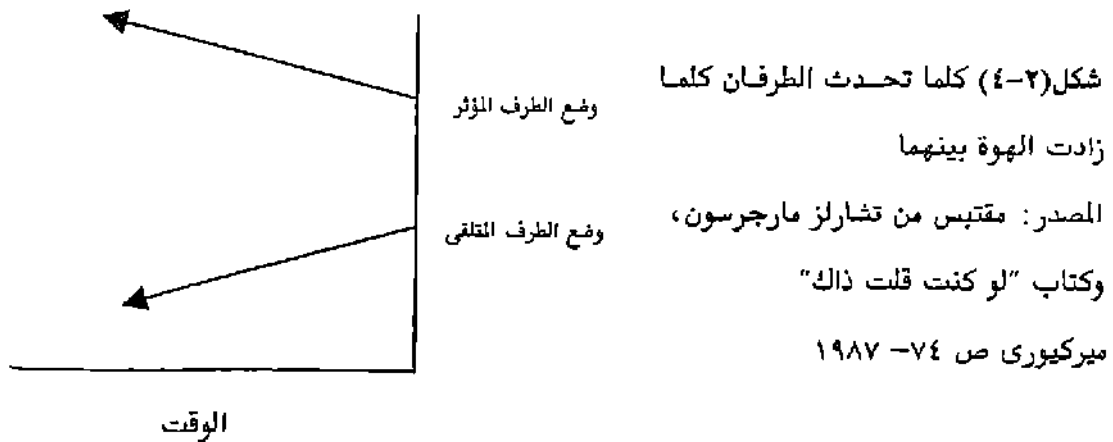 شكل(٢-٤) كلما تحدث الطرفان كلما
زادت الهوة بينهما
المصدر: مقتبس من تشارلز مارجرسون،
وكتاب "لو كنت قلت ذاك"
ميركيورى ص ٧٤- ١٩٨٧
وضع الطرف المؤثر
وضع الطرف المتلقى
الوقت